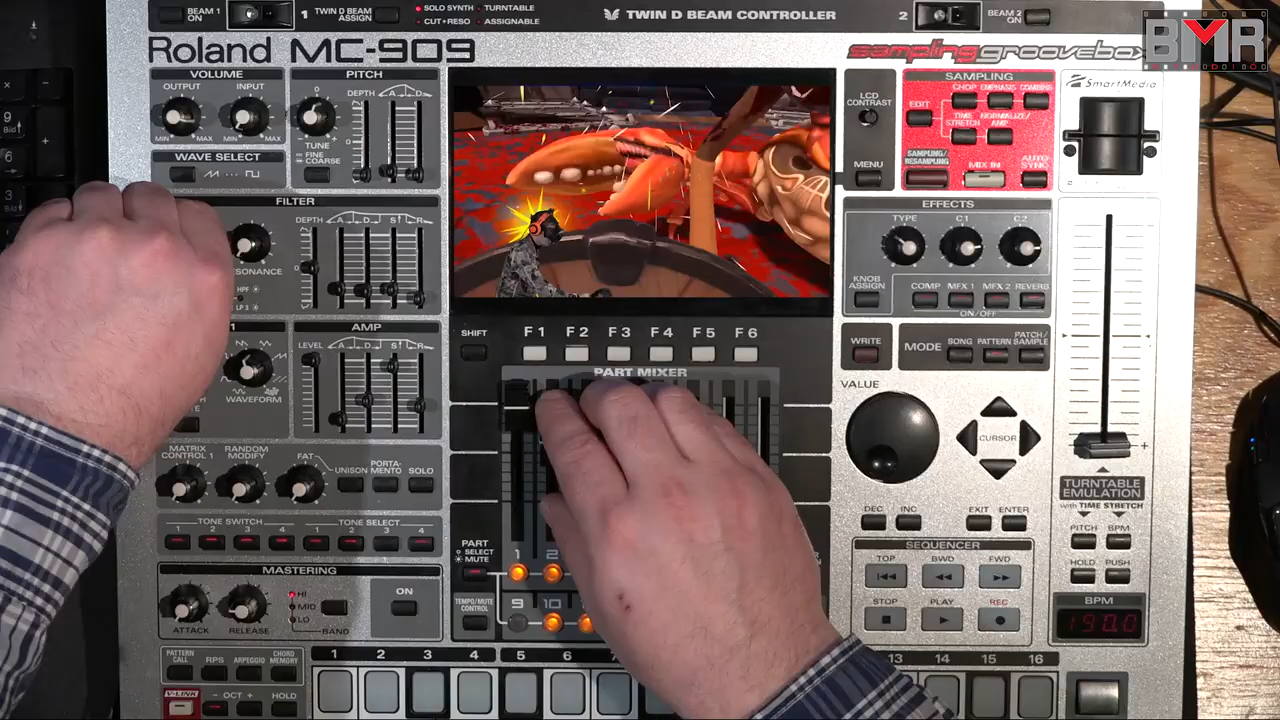 BEAM 1 ON
1 TWIN D BEAM ASSIGN
SOLO SYNTH TURNTABLE
CUT+RESO ASSIGNABLE
TWIN D BEAM CONTROLLER
2 BEAM 2 ON
BMR
Roland MC-909
sampling groovebox
VOLUME
OUTPUT INPUT
MIN MAX MIN MAX
WAVE SELECT
PITCH
DEPTH A D
TUNE
FINE
COARSE
FILTER
DEPTH A D S R
HPF
AMP
LEVEL A D S R
WAVEFORM
MATRIX CONTROL 1
RANDOM MODIFY
FAT
UNISON
PORTA-MENTO
SOLO
TONE SWITCH
1 2 3 4
TONE SELECT
1 2 3 4
MASTERING
ATTACK RELEASE
HI
MID
LO
BAND
ON
PATTERN CALL
RPS
ARPEGGIO
CHORD MEMORY
V-LINK
- OCT +
HOLD
SHIFT
F1 F2 F3 F4 F5 F6
PART MIXER
PART
SELECT
MUTE
1 2
TEMPO/MUTE CONTROL
9 10
1 2 3 4 5 6
13 14 15 16
LCD CONTRAST
MENU
SAMPLING
CHOP EMPHASIS COMBINE
EDIT
TIME STRETCH
NORMALIZE/AMP
SAMPLING/RESAMPLING
MIX IN
AUTO SYNC
SmartMedia
EFFECTS
TYPE C1 C2
KNOB ASSIGN
COMP MFX 1 MFX 2 REVERB
ON/OFF
WRITE
MODE
SONG PATTERN PATCH/SAMPLE
VALUE
CURSOR
DEC INC EXIT ENTER
SEQUENCER
TOP BWD FWD
STOP PLAY REC
TURNTABLE EMULATION
with TIME STRETCH
PITCH BPM
HOLD PUSH
BPM
190.0
9
Bild
6
3
Bild